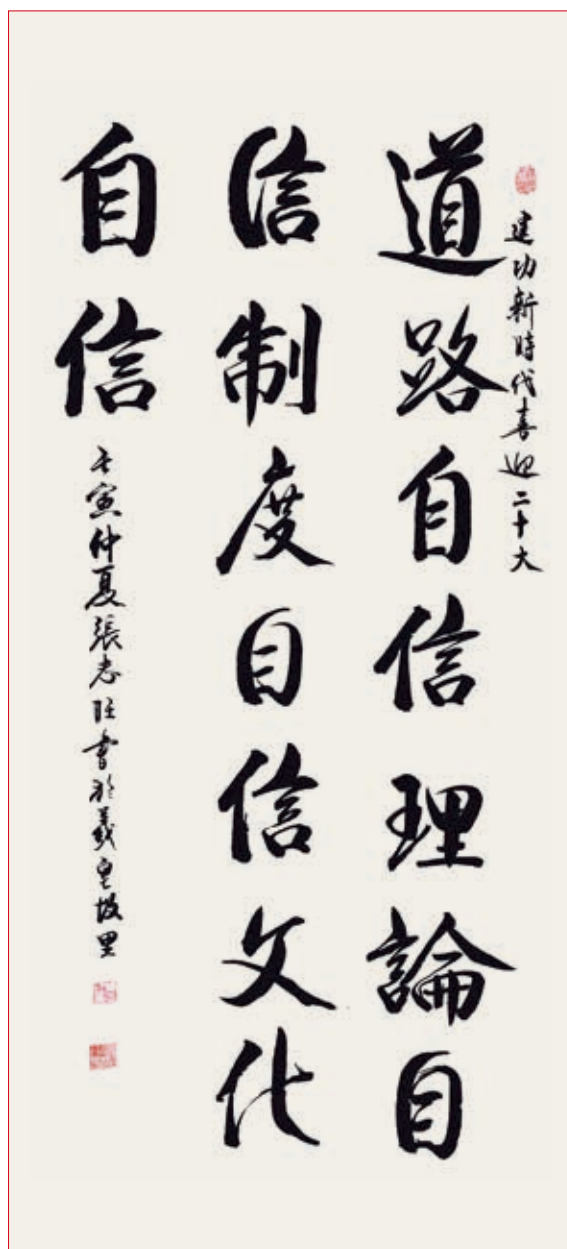 建功新時代喜迎二十大
道路自信理論自
信制度自信文化
自信
壬寅仲夏張志旺書於羲皇故里